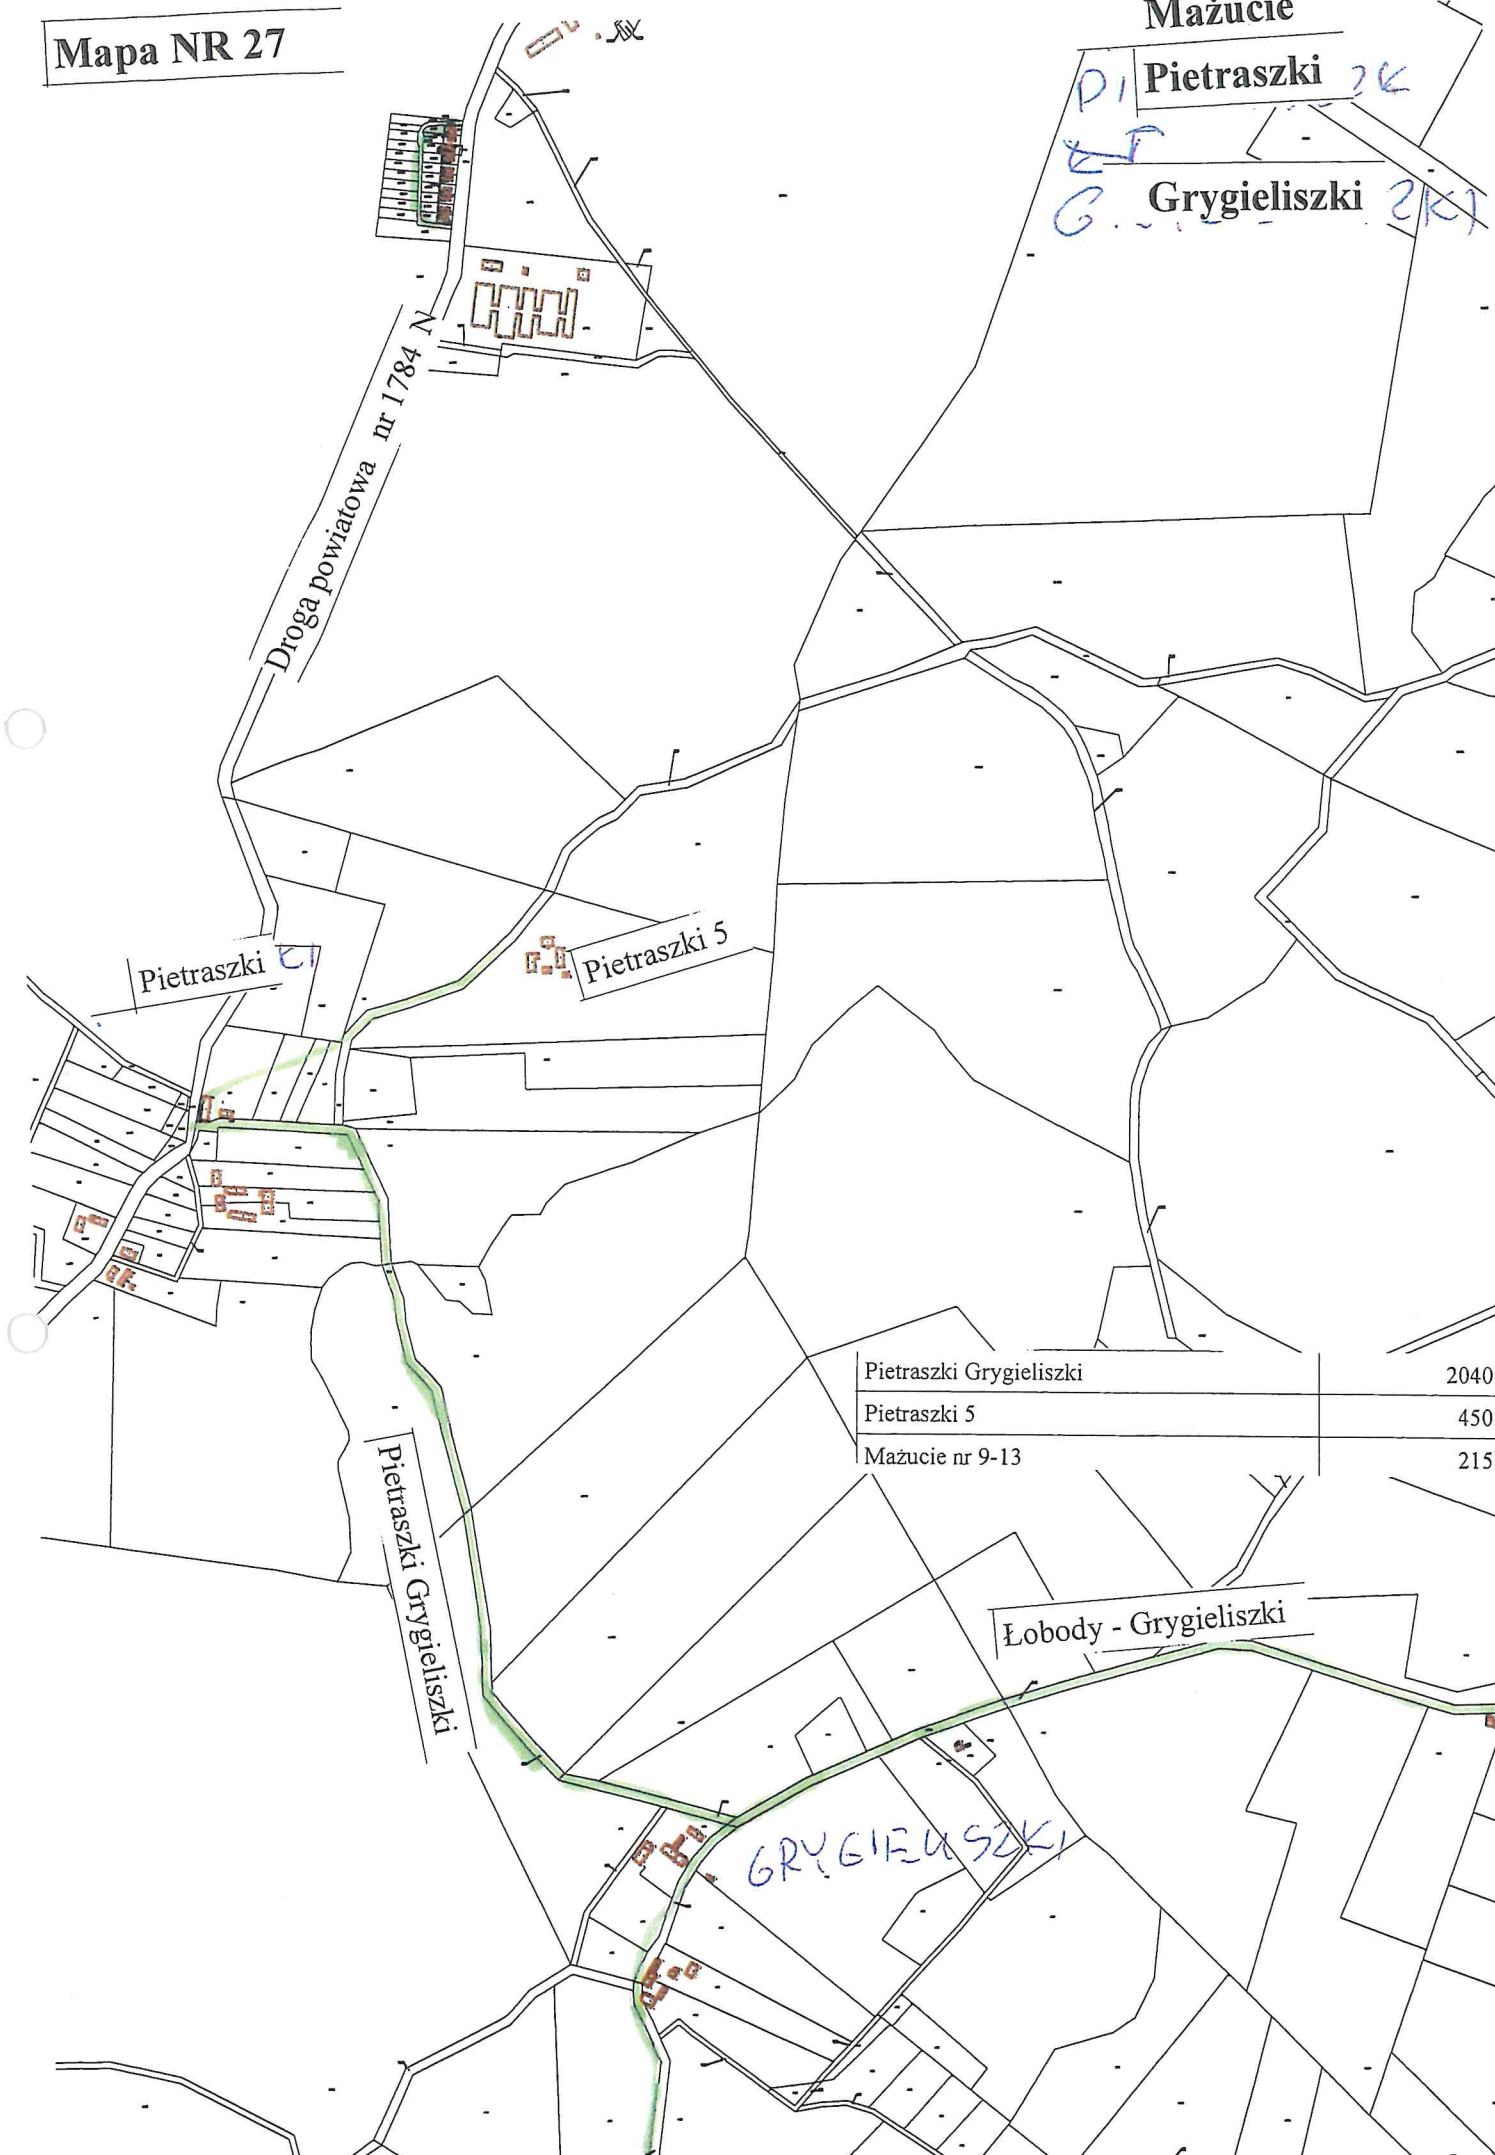 Mapa NR 27
Mażucie
Pietraszki
Grygieliszki
Droga powiatowa nr 1784 N
Pietraszki
Pietraszki 5
Pietraszki Grygieliszki 2040
Pietraszki 5 450
Mażucie nr 9-13 215
Pietraszki Grygieliszki
Łobody - Grygieliszki
GRYGIELISZKI